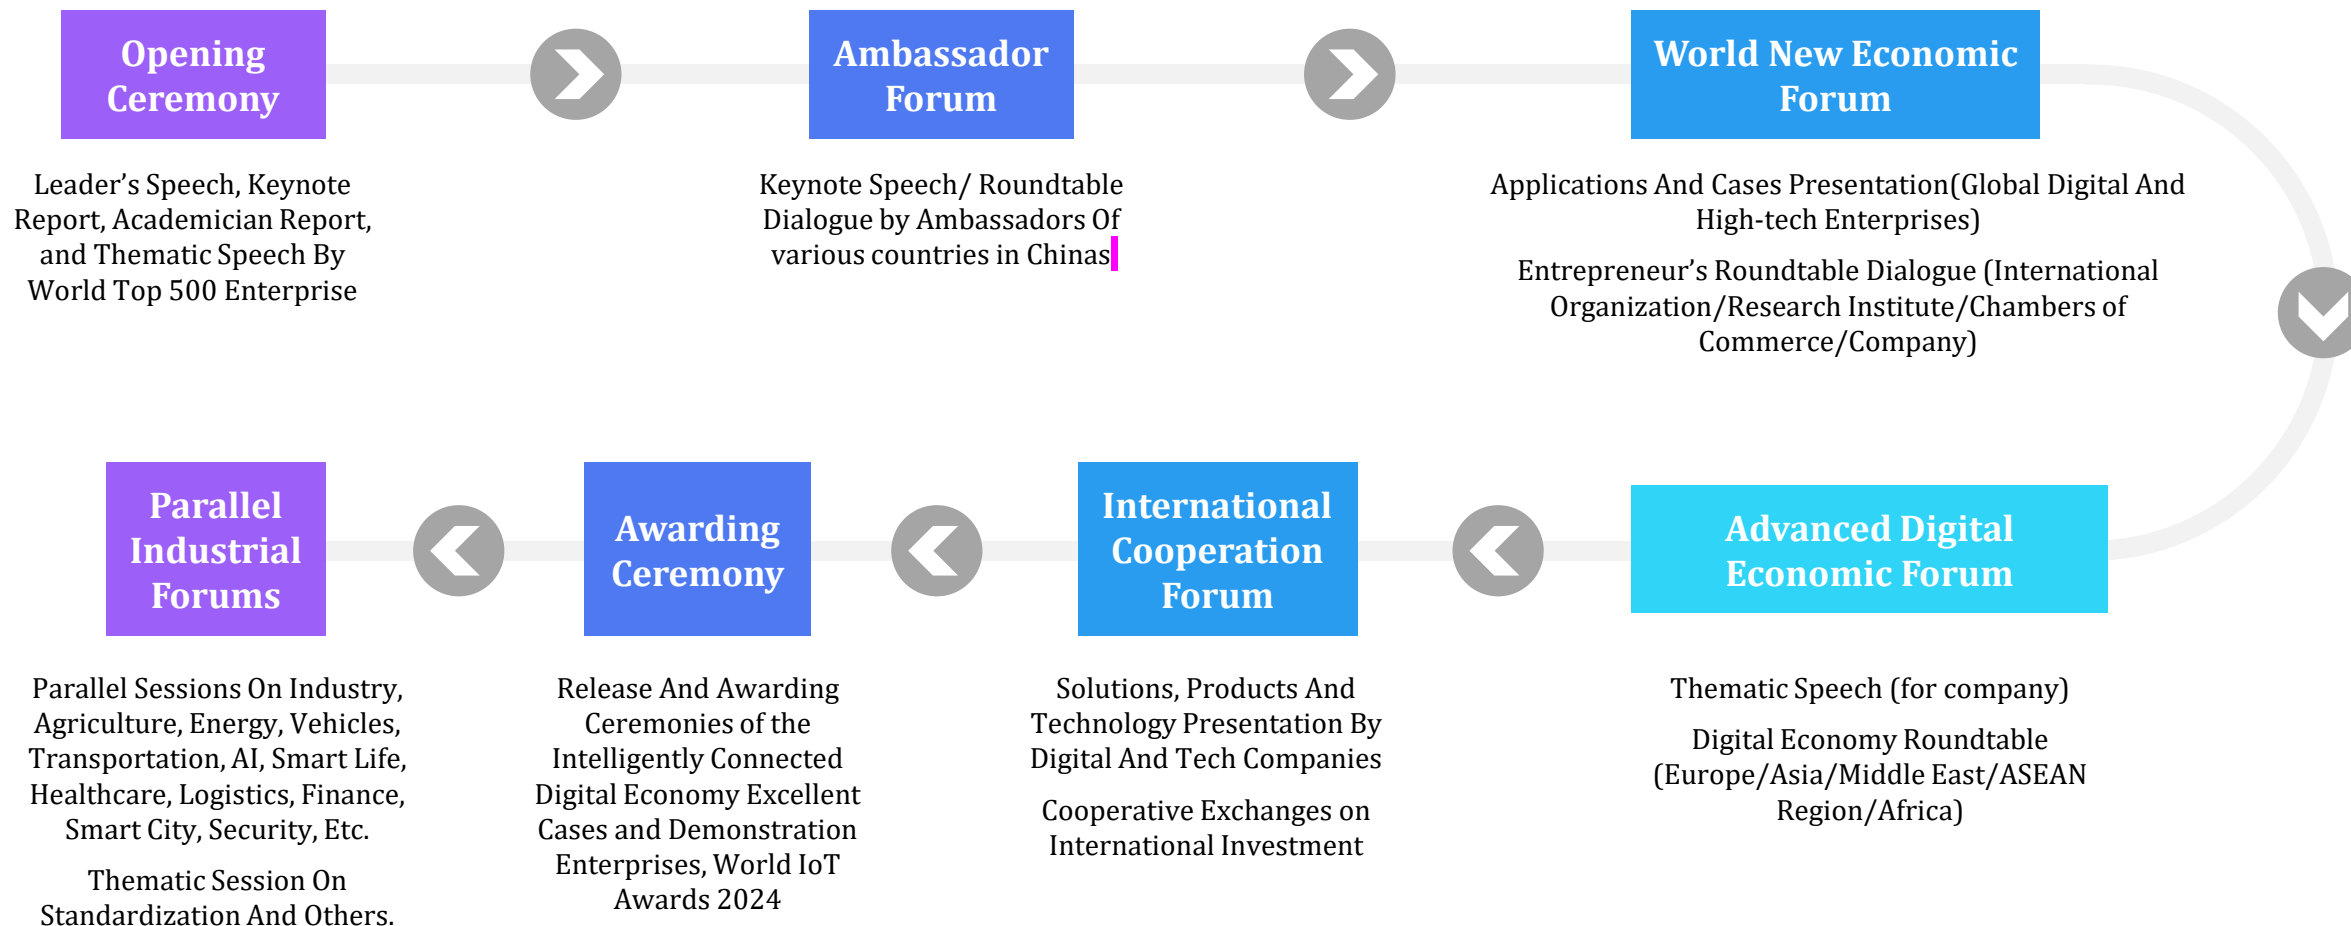 Opening
Ceremony
Leader’s Speech, Keynote
Report, Academician Report,
and Thematic Speech By
World Top 500 Enterprise
Ambassador
Forum
Keynote Speech/ Roundtable
Dialogue by Ambassadors Of
various countries in Chinas
World New Economic
Forum
Applications And Cases Presentation(Global Digital And
High-tech Enterprises)
Entrepreneur’s Roundtable Dialogue (International
Organization/Research Institute/Chambers of
Commerce/Company)
Advanced Digital
Economic Forum
Thematic Speech (for company)
Digital Economy Roundtable
(Europe/Asia/Middle East/ASEAN
Region/Africa)
International
Cooperation
Forum
Solutions, Products And
Technology Presentation By
Digital And Tech Companies
Cooperative Exchanges on
International Investment
Awarding
Ceremony
Release And Awarding
Ceremonies of the
Intelligently Connected
Digital Economy Excellent
Cases and Demonstration
Enterprises, World IoT
Awards 2024
Parallel
Industrial
Forums
Parallel Sessions On Industry,
Agriculture, Energy, Vehicles,
Transportation, AI, Smart Life,
Healthcare, Logistics, Finance,
Smart City, Security, Etc.
Thematic Session On
Standardization And Others.